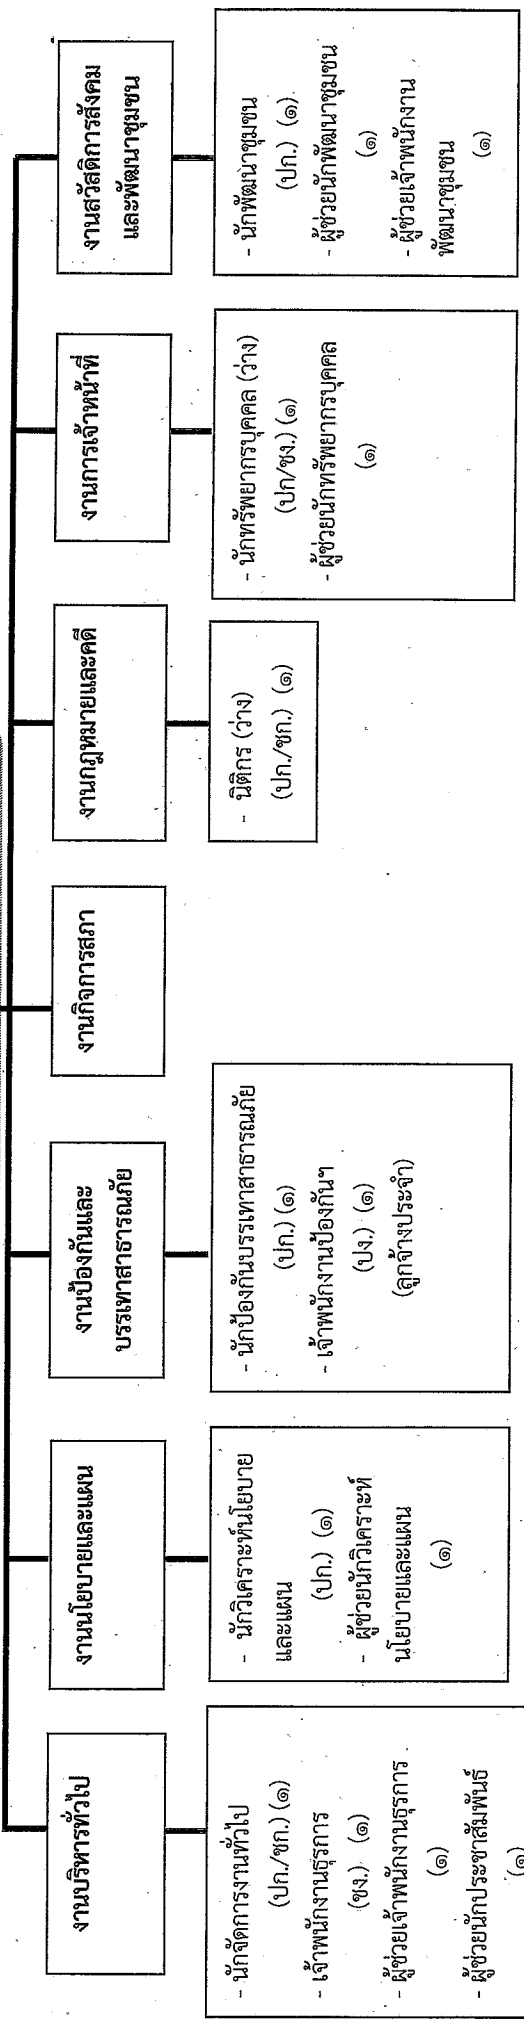 งานบริหารทั่วไป
- นักจัดการงานทั่วไป
(ปก./ชก.) (๑)
- เจ้าพนักงานธุรการ
(ชง.) (๑)
- ผู้ช่วยเจ้าพนักงานธุรการ
(๑)
- ผู้ช่วยนักประชาสัมพันธ์
(๑)
งานนโยบายและแผน
- นักวิเคราะห์นโยบาย
และแผน
(ปก.) (๑)
- ผู้ช่วยนักวิเคราะห์
นโยบายและแผน
(๑)
งานป้องกันและ
บรรเทาสาธารณภัย
- นักป้องกันบรรเทาสาธารณภัย
(ปก.) (๑)
- เจ้าพนักงานป้องกันฯ
(ปง.) (๑)
(ลูกจ้างประจำ)
งานกิจการสภา
งานกฎหมายและคดี
- นิติกร (ว่าง)
(ปก./ชก.) (๑)
งานการเจ้าหน้าที่
- นักทรัพยากรบุคคล (ว่าง)
(ปก/ชง.) (๑)
- ผู้ช่วยนักทรัพยากรบุคคล
(๑)
งานสวัสดิการสังคม
และพัฒนาชุมชน
- นักพัฒนาชุมชน
(ปก.) (๑)
- ผู้ช่วยนักพัฒนาชุมชน
(๑)
- ผู้ช่วยเจ้าพนักงาน
พัฒนาชุมชน
(๑)